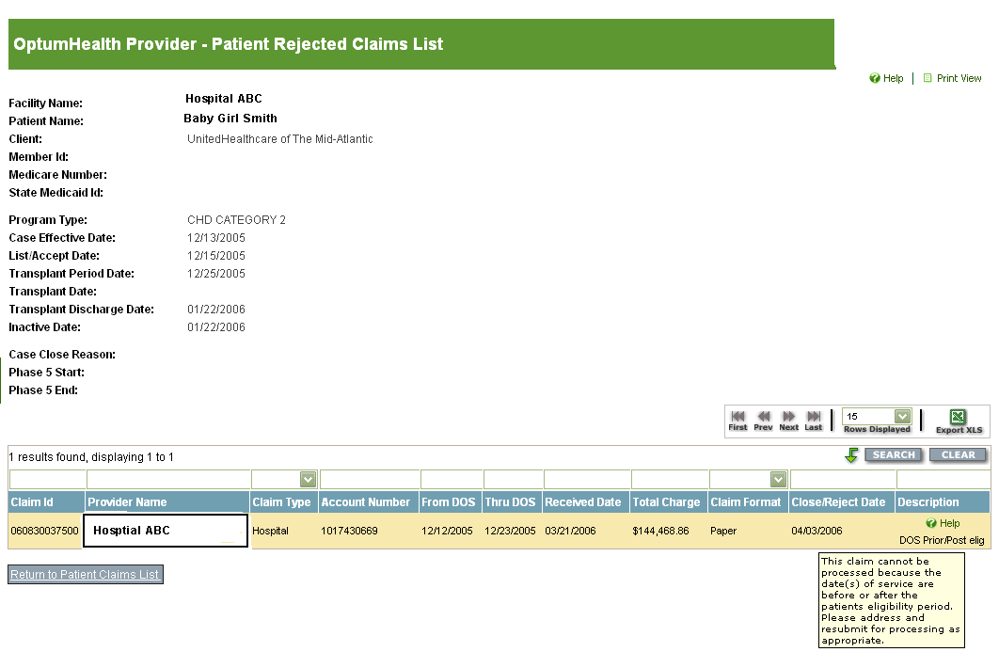 OptumHealth Provider - Patient Rejected Claims List
Help | Print View
Facility Name: Hospital ABC
Patient Name: Baby Girl Smith
Client: UnitedHealthcare of The Mid-Atlantic
Member Id:
Medicare Number:
State Medicaid Id:
Program Type: CHD CATEGORY 2
Case Effective Date: 12/13/2005
List/Accept Date: 12/15/2005
Transplant Period Date: 12/25/2005
Transplant Date:
Transplant Discharge Date: 01/22/2006
Inactive Date: 01/22/2006
Case Close Reason:
Phase 5 Start:
Phase 5 End:
15
First Prev Next Last Rows Displayed Export XLS
1 results found, displaying 1 to 1 SEARCH CLEAR
Claim Id Provider Name Claim Type Account Number From DOS Thru DOS Received Date Total Charge Claim Format Close/Reject Date Description
Help
060830037500 Hosptial ABC Hospital 1017430669 12/12/2005 12/23/2005 03/21/2006 $144,468.86 Paper 04/03/2006
DOS Prior/Post elig
Return to Patient Claims List
This claim cannot be
processed because the
date(s) of service are
before or after the
patients eligibility period.
Please address and
resubmit for processing as
appropriate.